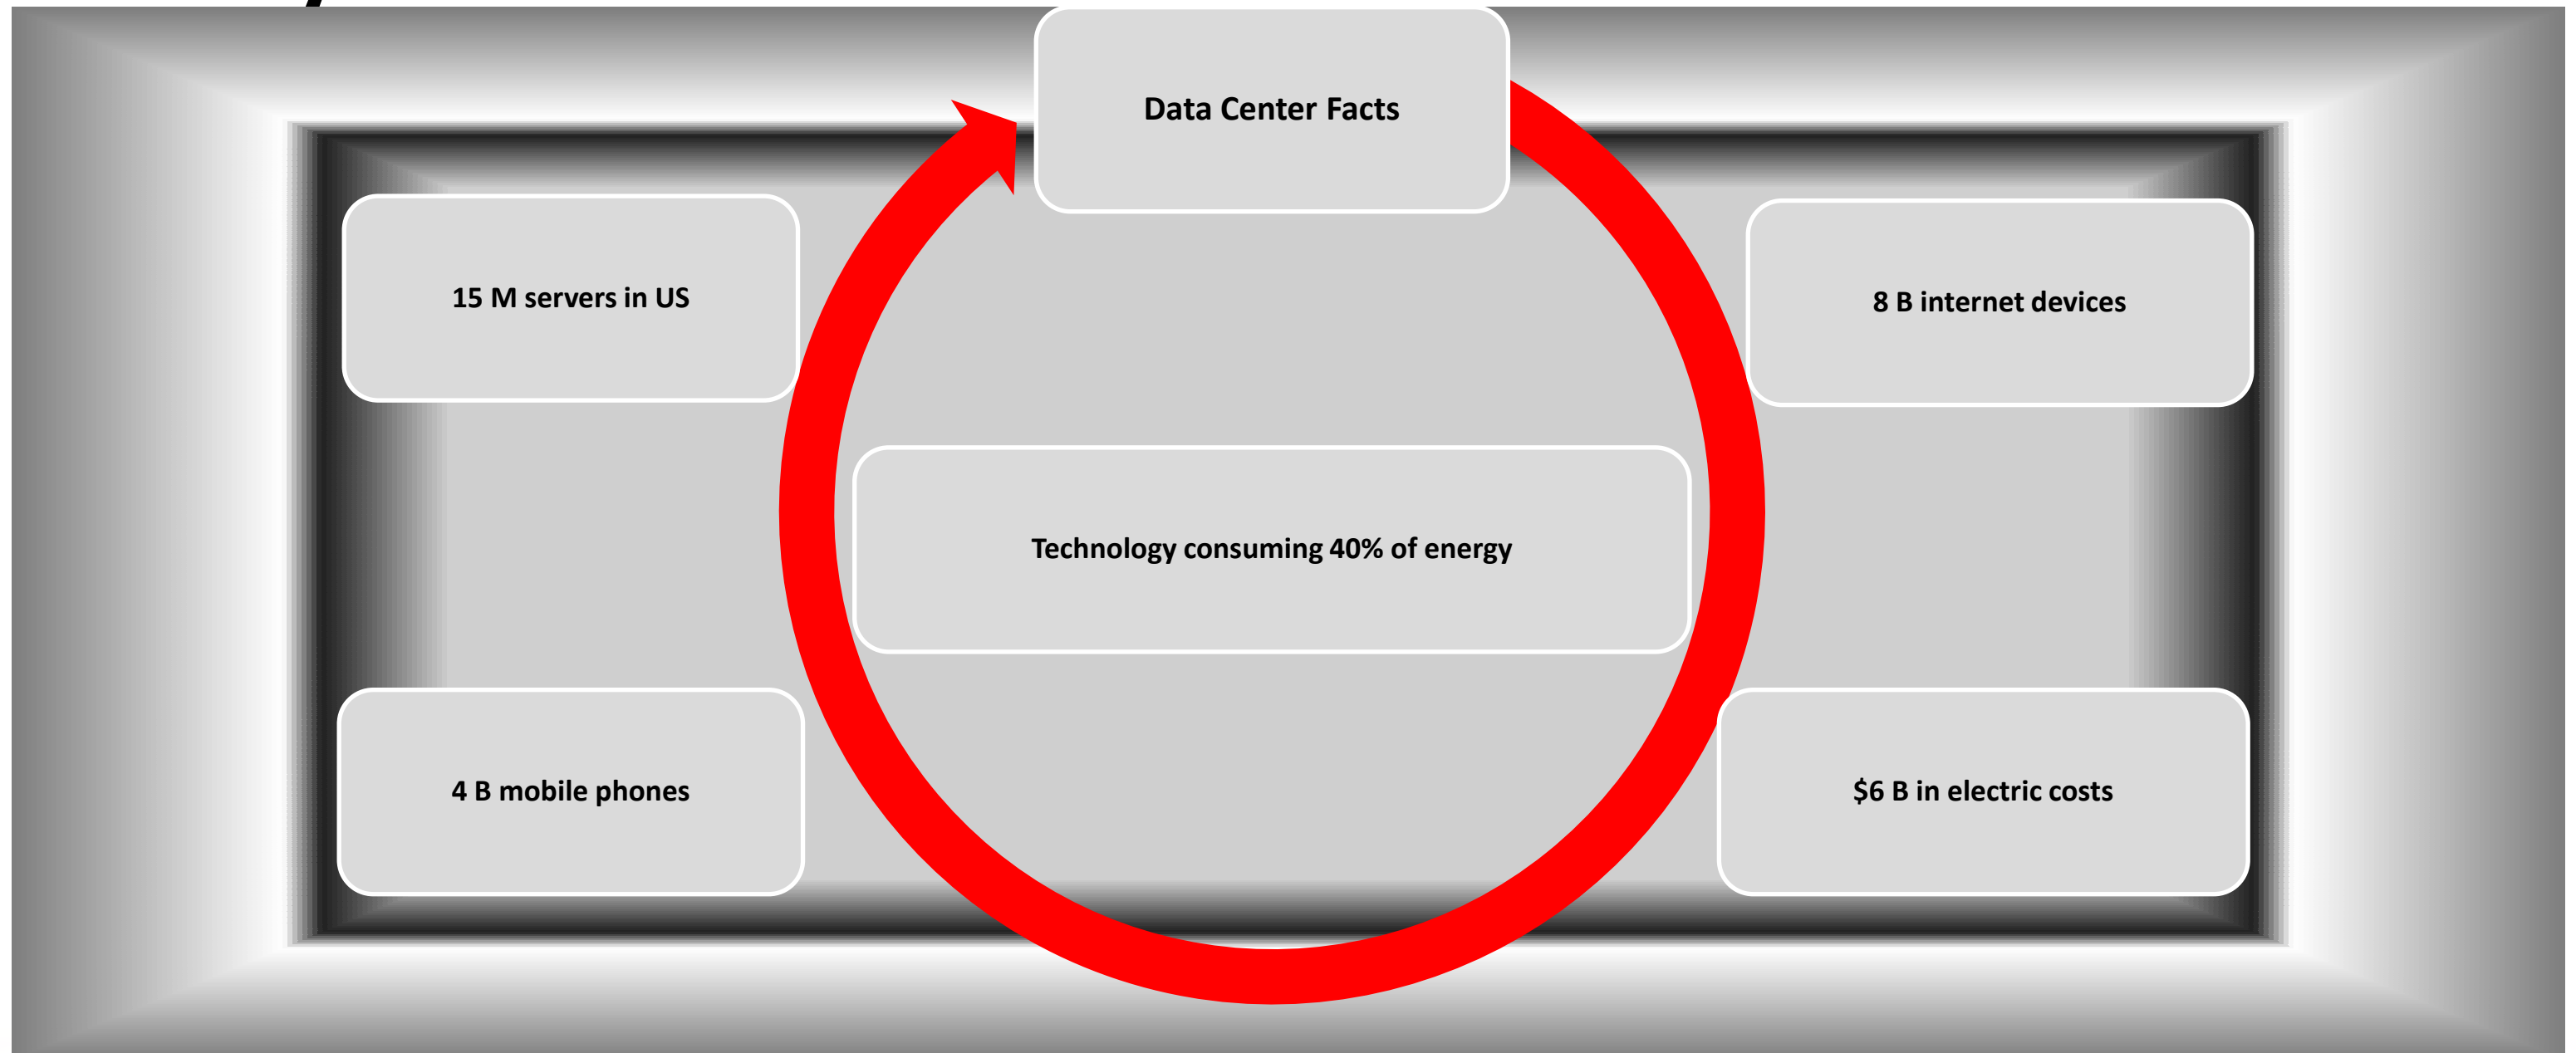 Data Center Facts
15 M servers in US
8 B internet devices
Technology consuming 40% of energy
4 B mobile phones
$6 B in electric costs